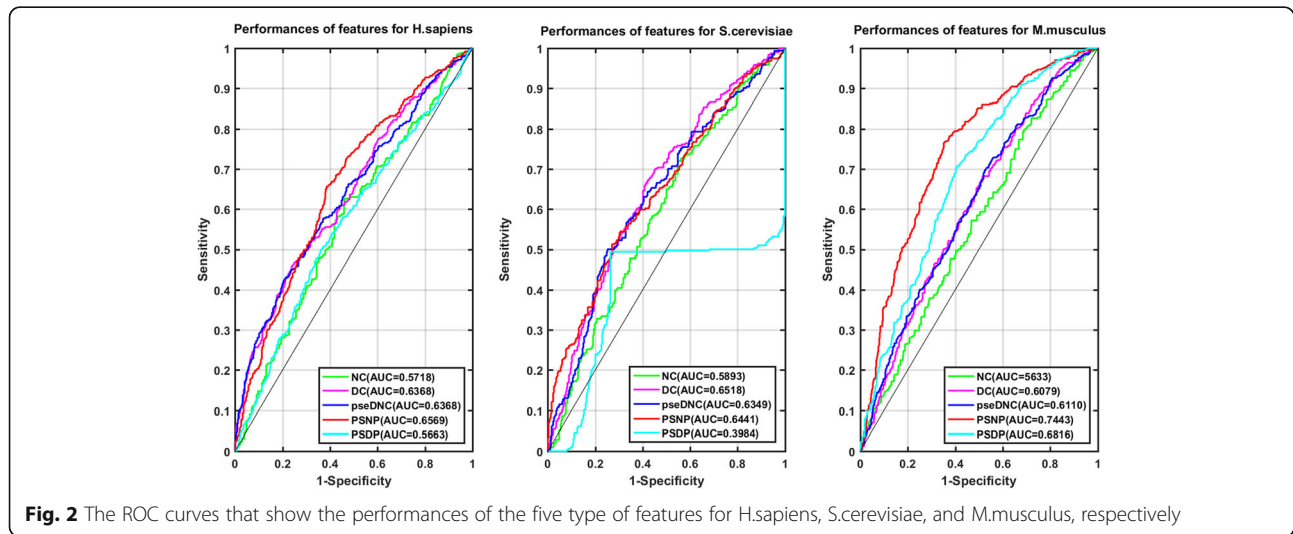 Performances of features for H.sapiens
1
0.9
0.8
0.7
0.6
0.5
0.4
0.3
0.2
0.1
0
Sensitivity
NC(AUC=0.5718)
DC(AUC=0.6368)
pseDNC(AUC=0.6368)
PSNP(AUC=0.6569)
PSDP(AUC=0.5663)
0 0.2 0.4 0.6 0.8 1
1-Specificity
Performances of features for S.cerevisiae
1
0.9
0.8
0.7
0.6
0.5
0.4
0.3
0.2
0.1
0
Sensitivity
NC(AUC=0.5893)
DC(AUC=0.6518)
pseDNC(AUC=0.6349)
PSNP(AUC=0.6441)
PSDP(AUC=0.3984)
0 0.2 0.4 0.6 0.8 1
1-Specificity
Performances of features for M.musculus
1
0.9
0.8
0.7
0.6
0.5
0.4
0.3
0.2
0.1
0
Sensitivity
NC(AUC=5633)
DC(AUC=0.6079)
pseDNC(AUC=0.6110)
PSNP(AUC=0.7443)
PSDP(AUC=0.6816)
0 0.2 0.4 0.6 0.8 1
1-Specificity
Fig. 2 The ROC curves that show the performances of the five type of features for H.sapiens, S.cerevisiae, and M.musculus, respectively